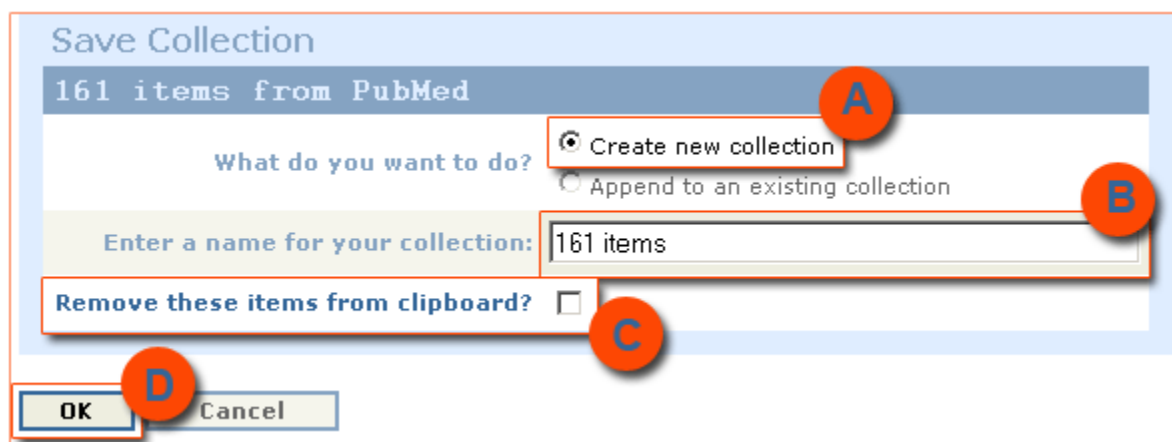 Save Collection
161 items from PubMed
A
What do you want to do?
Create new collection
Append to an existing collection
B
Enter a name for your collection:
161 items
Remove these items from clipboard?
C
D
OK
Cancel